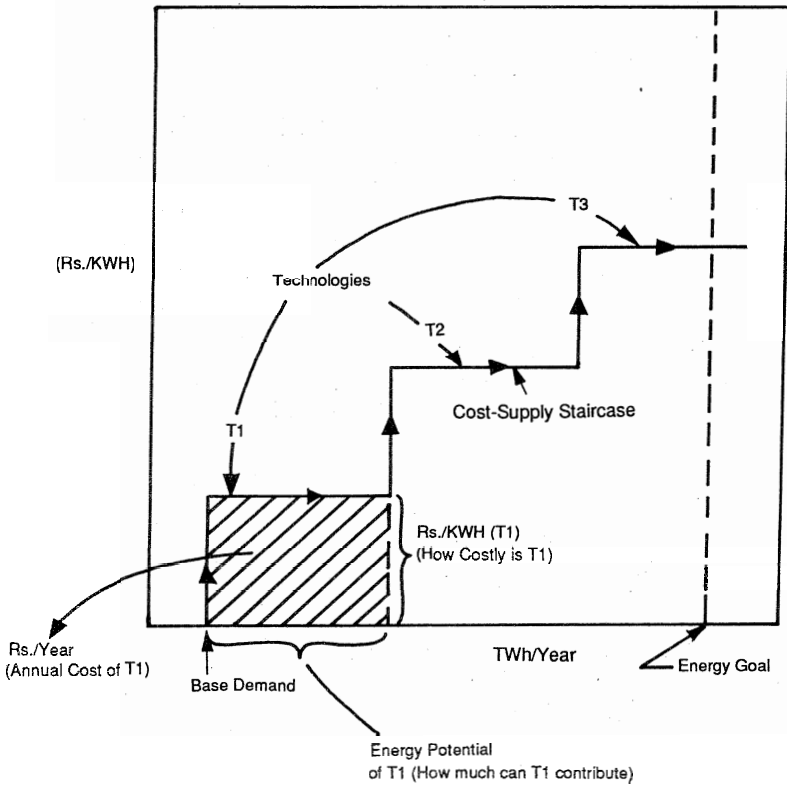 T3
(Rs./KWH)
Technologies
T2
Cost-Supply Staircase
T1
Rs./KWH (T1)
(How Costly is T1)
Rs./Year
(Annual Cost of T1)
Base Demand
TWh/Year
Energy Goal
Energy Potential
of T1 (How much can T1 contribute)